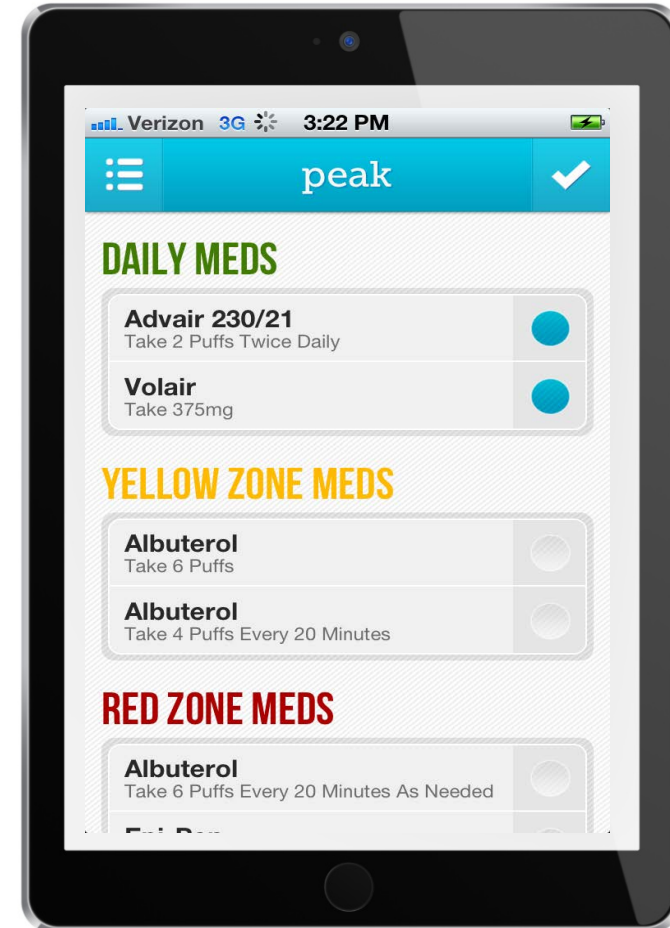 Verizon 3G 3:22 PM
peak
DAILY MEDS
Advair 230/21
Take 2 Puffs Twice Daily
Volair
Take 375mg
YELLOW ZONE MEDS
Albuterol
Take 6 Puffs
Albuterol
Take 4 Puffs Every 20 Minutes
RED ZONE MEDS
Albuterol
Take 6 Puffs Every 20 Minutes As Needed